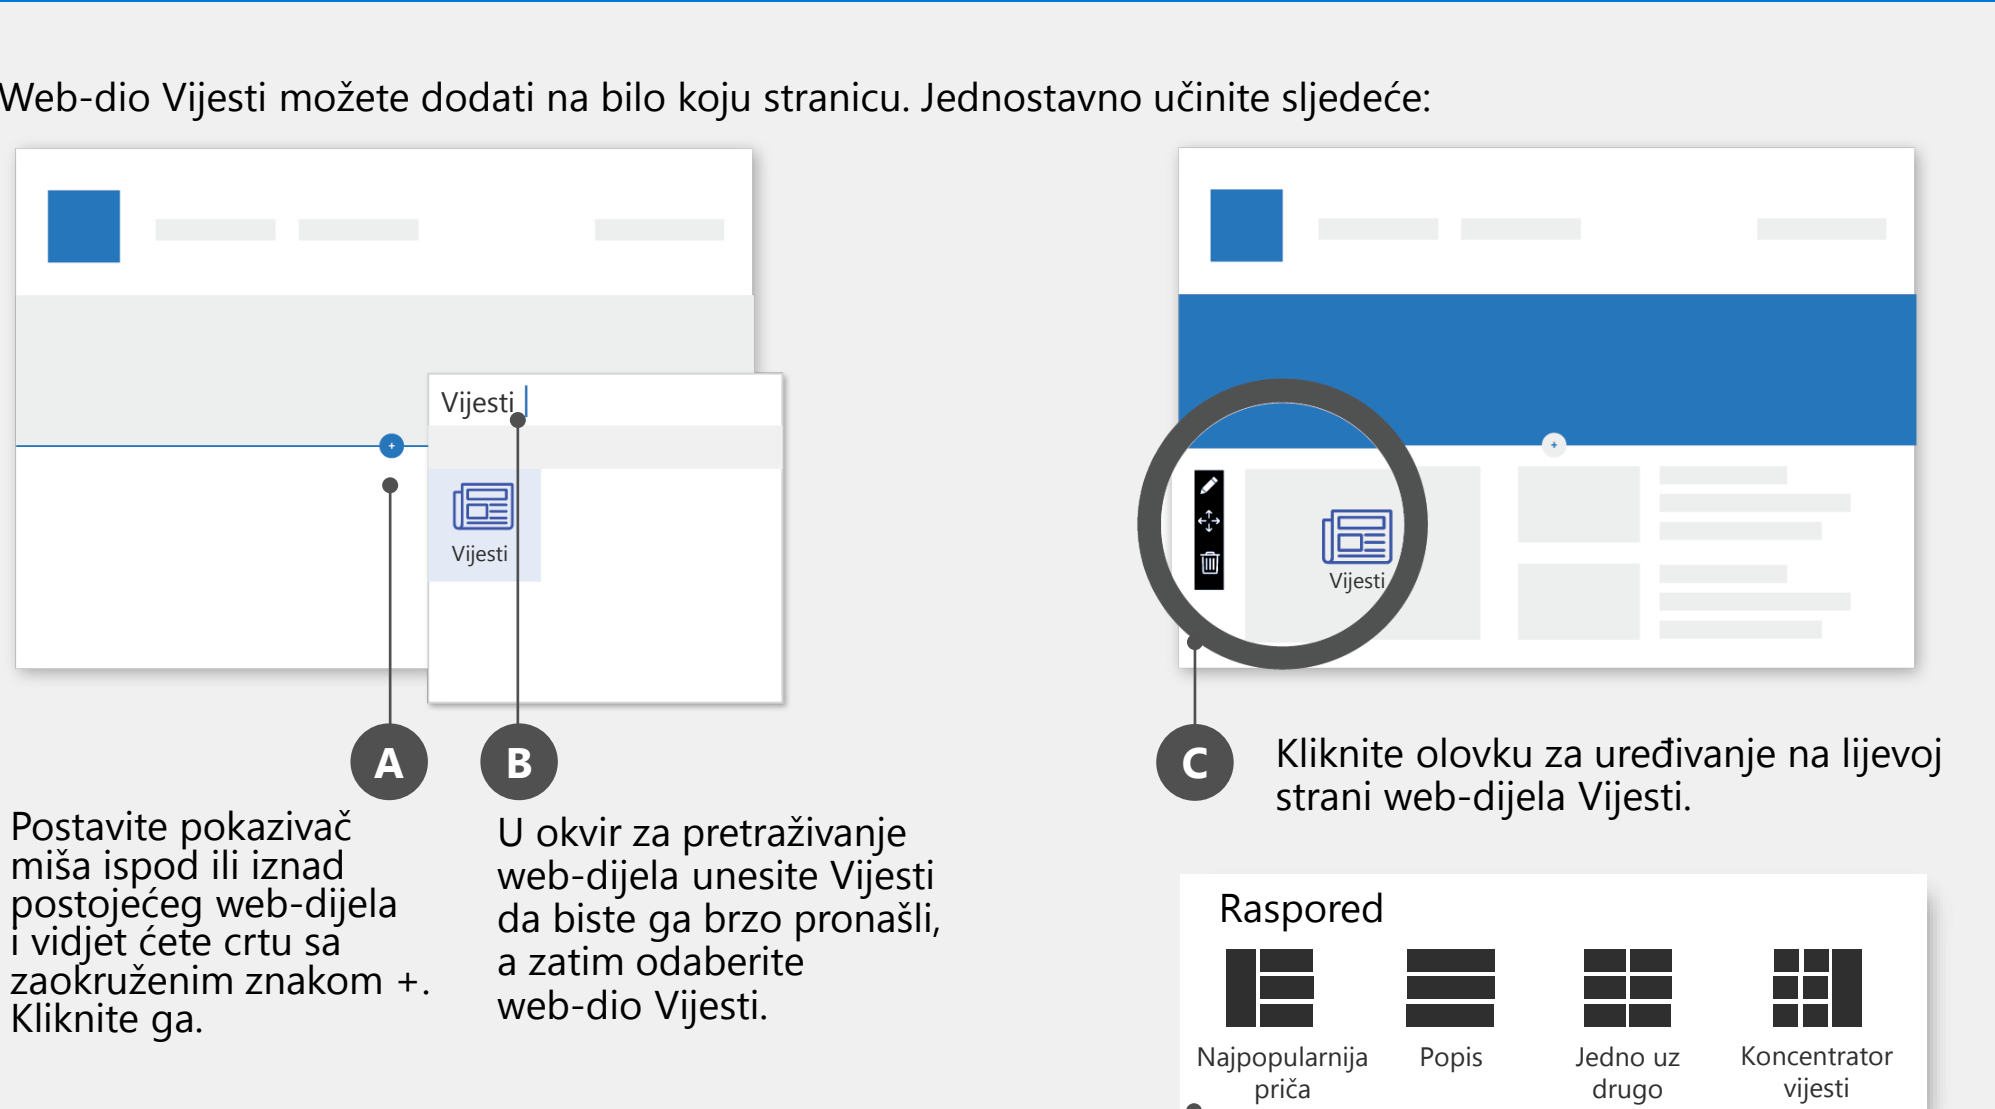 Web-dio Vijesti možete dodati na bilo koju stranicu. Jednostavno učinite sljedeće:
Vijesti
Vijesti
A
B
Postavite pokazivač
miša ispod ili iznad
postojećeg web-dijela
i vidjet ćete crtu sa
zaokruženim znakom +.
Kliknite ga.
U okvir za pretraživanje
web-dijela unesite Vijesti
da biste ga brzo pronašli,
a zatim odaberite
web-dio Vijesti.
Vijesti
C
Kliknite olovku za uređivanje na lijevoj
strani web-dijela Vijesti.
Raspored
Najpopularnija
priča
Popis
Jedno uz
drugo
Koncentrator
vijesti